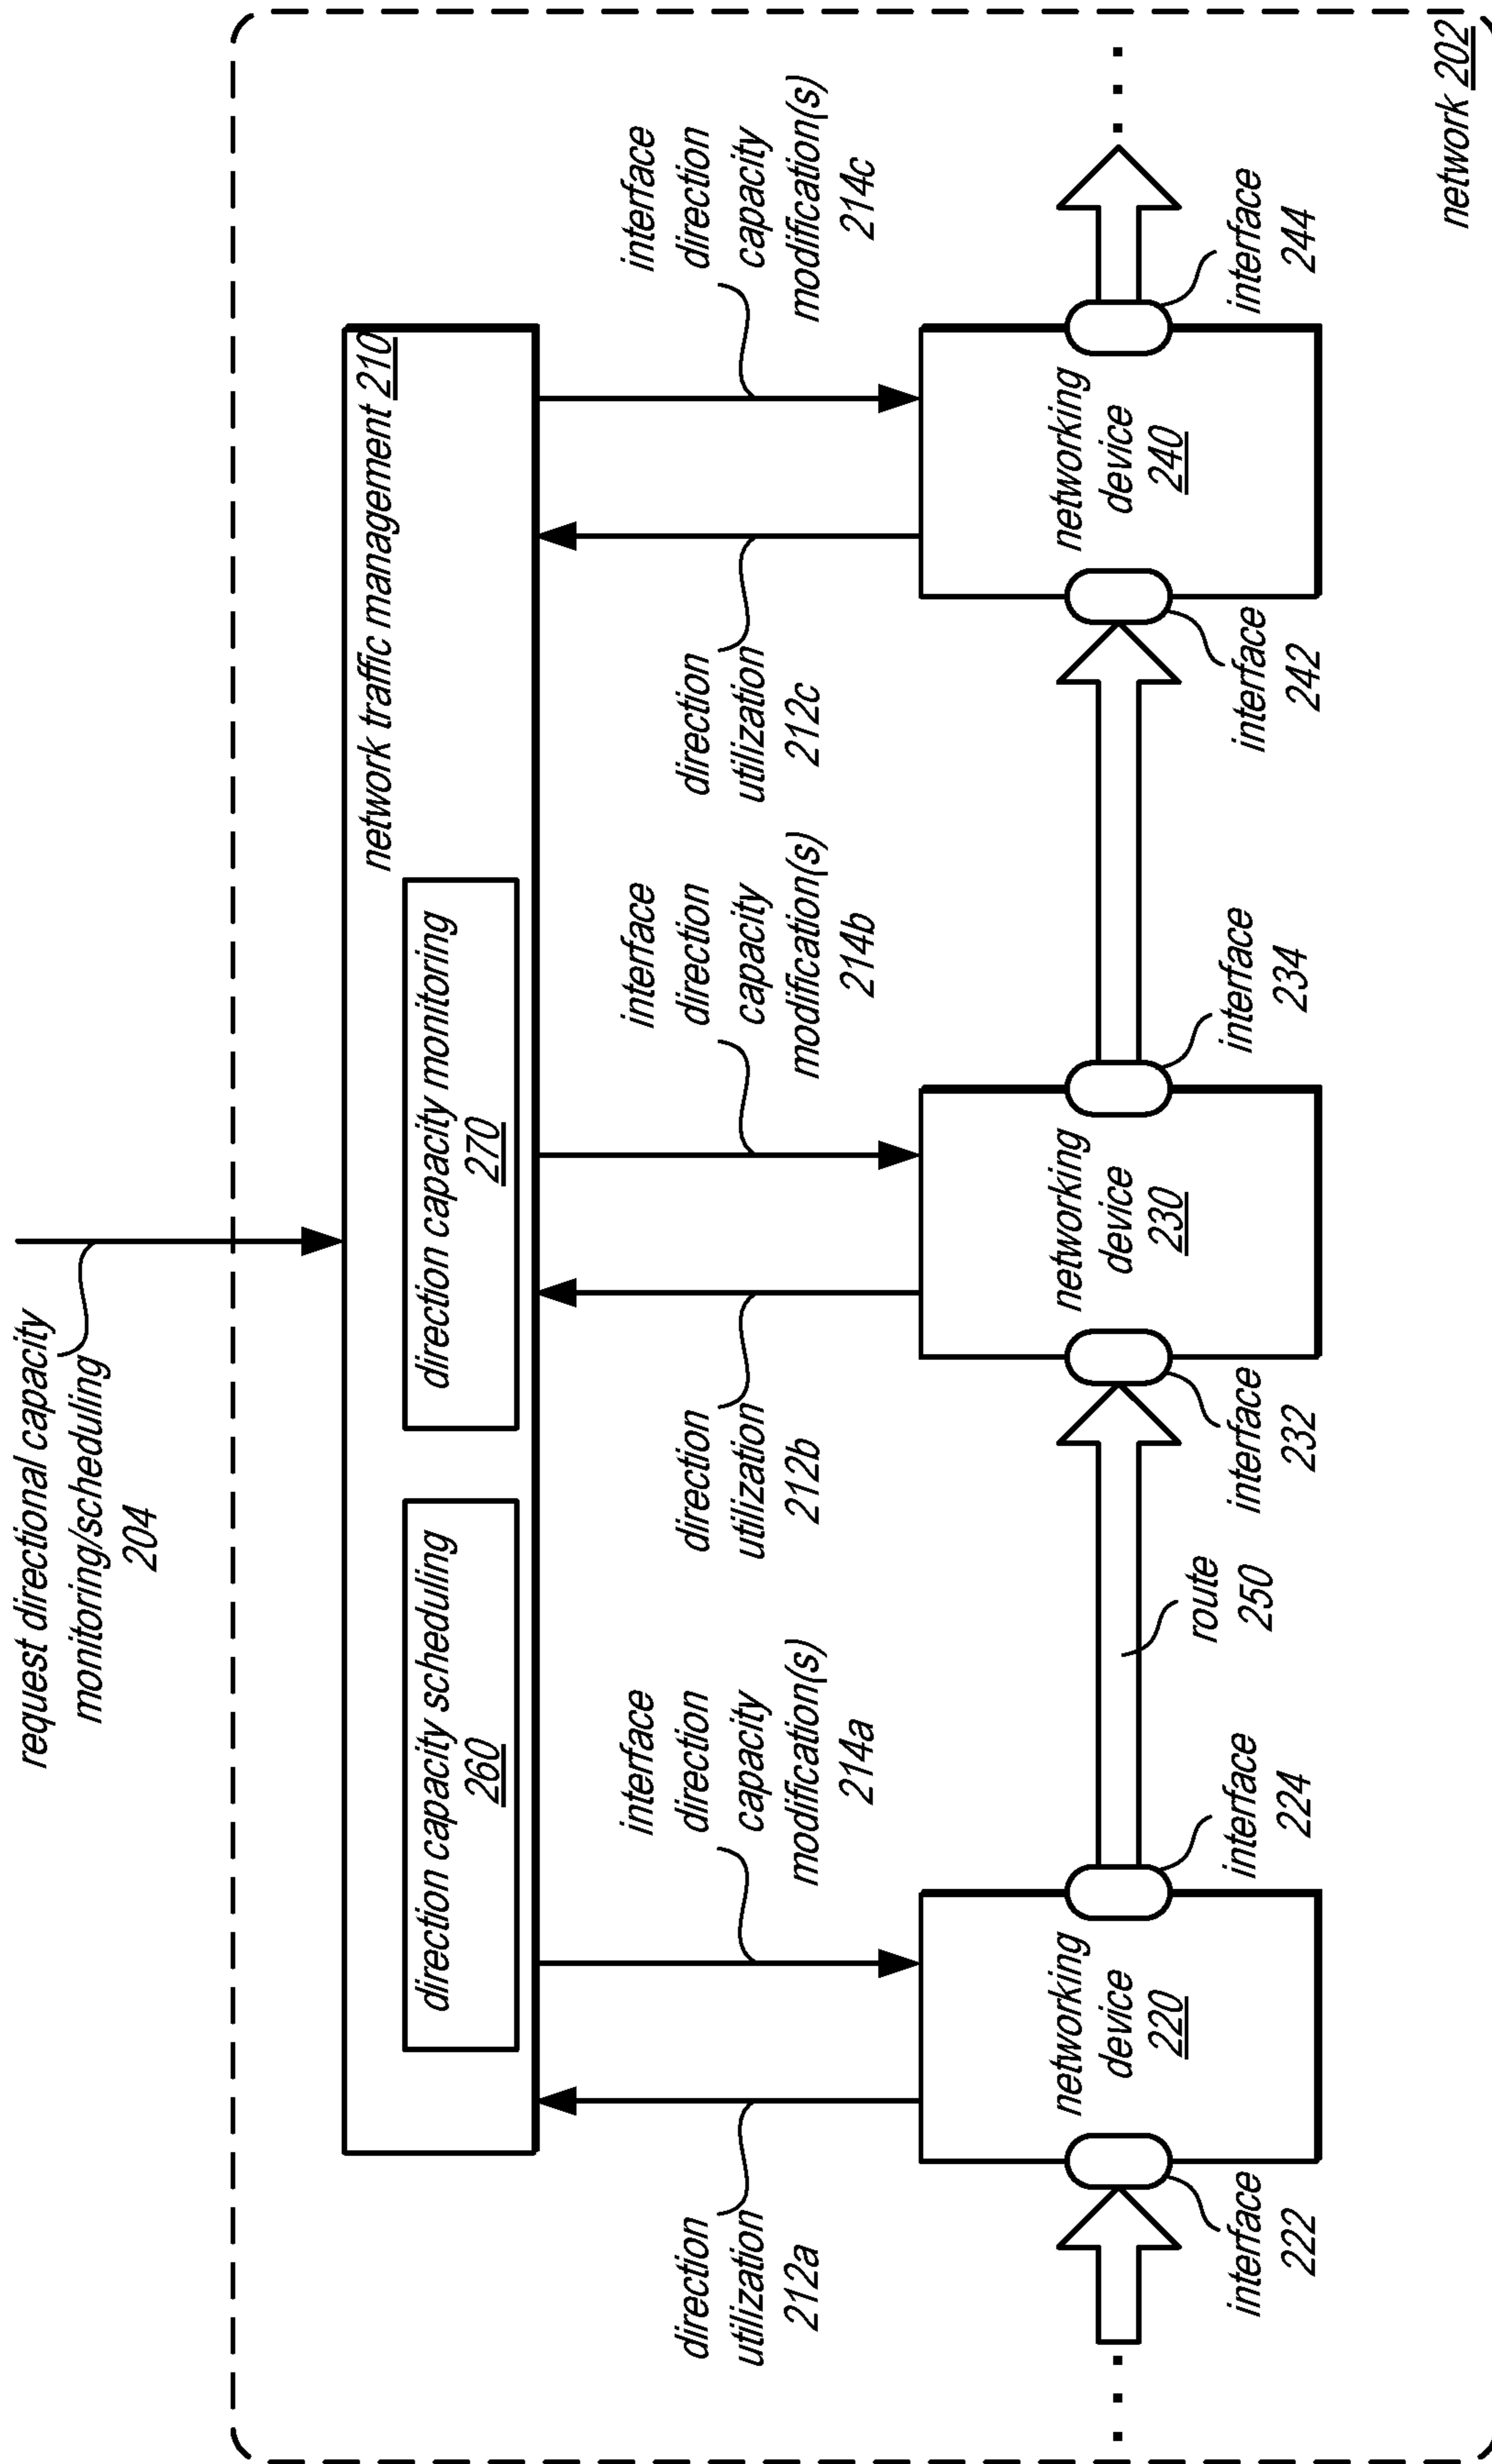 request directional capacity
monitoring/scheduling
204
network traffic management 210
direction capacity scheduling
260
direction capacity monitoring
270
direction
utilization
212a
interface
direction
capacity
modification(s)
214a
direction
utilization
212b
interface
direction
capacity
modification(s)
214b
direction
utilization
212c
interface
direction
capacity
modification(s)
214c
networking
device
220
networking
device
230
networking
device
240
interface
222
interface
224
route
250
interface
232
interface
234
interface
242
interface
244
network 202